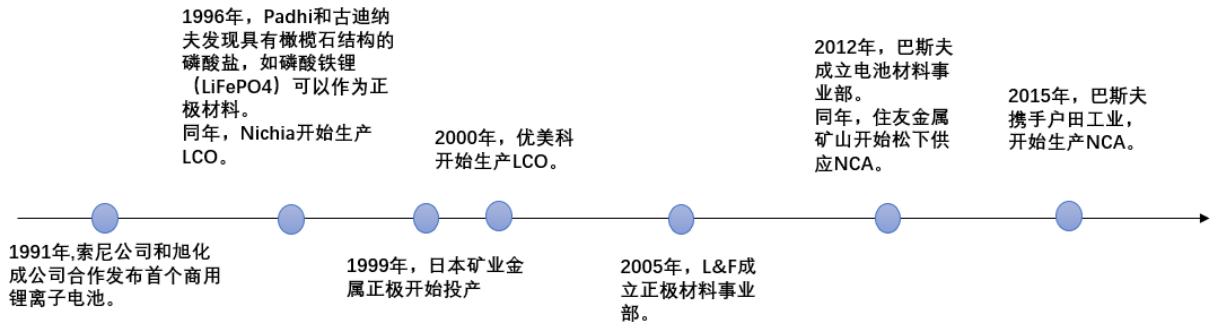 1996年，Padhi和古迪纳
夫发现具有橄榄石结构的
磷酸盐，如磷酸铁锂
（LiFePO4）可以作为正
极材料。
同年，Nichia开始生产
LCO。
2000年，优美科
开始生产LCO。
2012年，巴斯夫
成立电池材料事
业部。
同年，住友金属
矿山开始松下供
应NCA。
2015年，巴斯夫
携手户田工业，
开始生产NCA。
1991年,索尼公司和旭化
成公司合作发布首个商用
锂离子电池。
1999年，日本矿业金
属正极开始投产
2005年，L&F成
立正极材料事业
部。